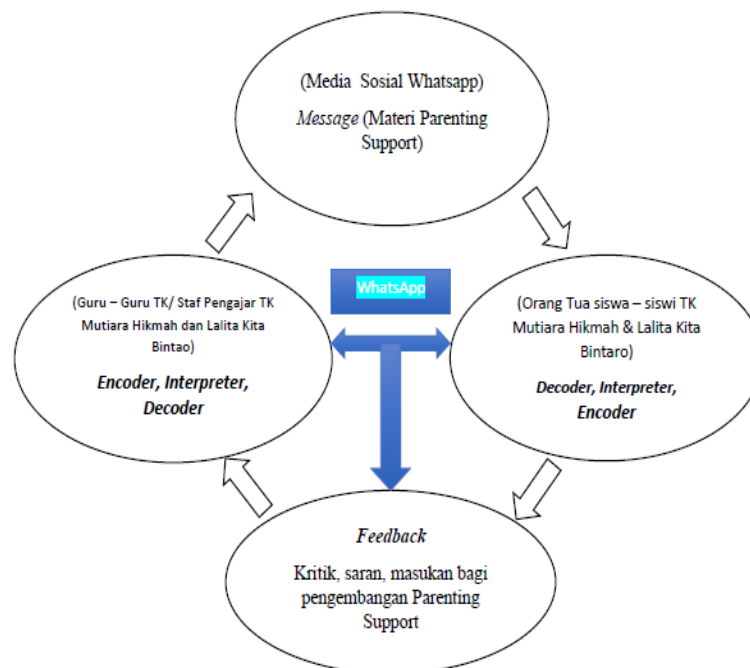 (Media Sosial Whatsapp)
Message (Materi Parenting
Support)
WhatsApp
(Guru – Guru TK/ Staf Pengajar TK
Mutiara Hikmah dan Lalita Kita
Bintao)
Encoder, Interpreter,
Decoder
(Orang Tua siswa – siswi TK
Mutiara Hikmah & Lalita Kita
Bintaro)
Decoder, Interpreter,
Encoder
Feedback
Kritik, saran, masukan bagi
pengembangan Parenting
Support